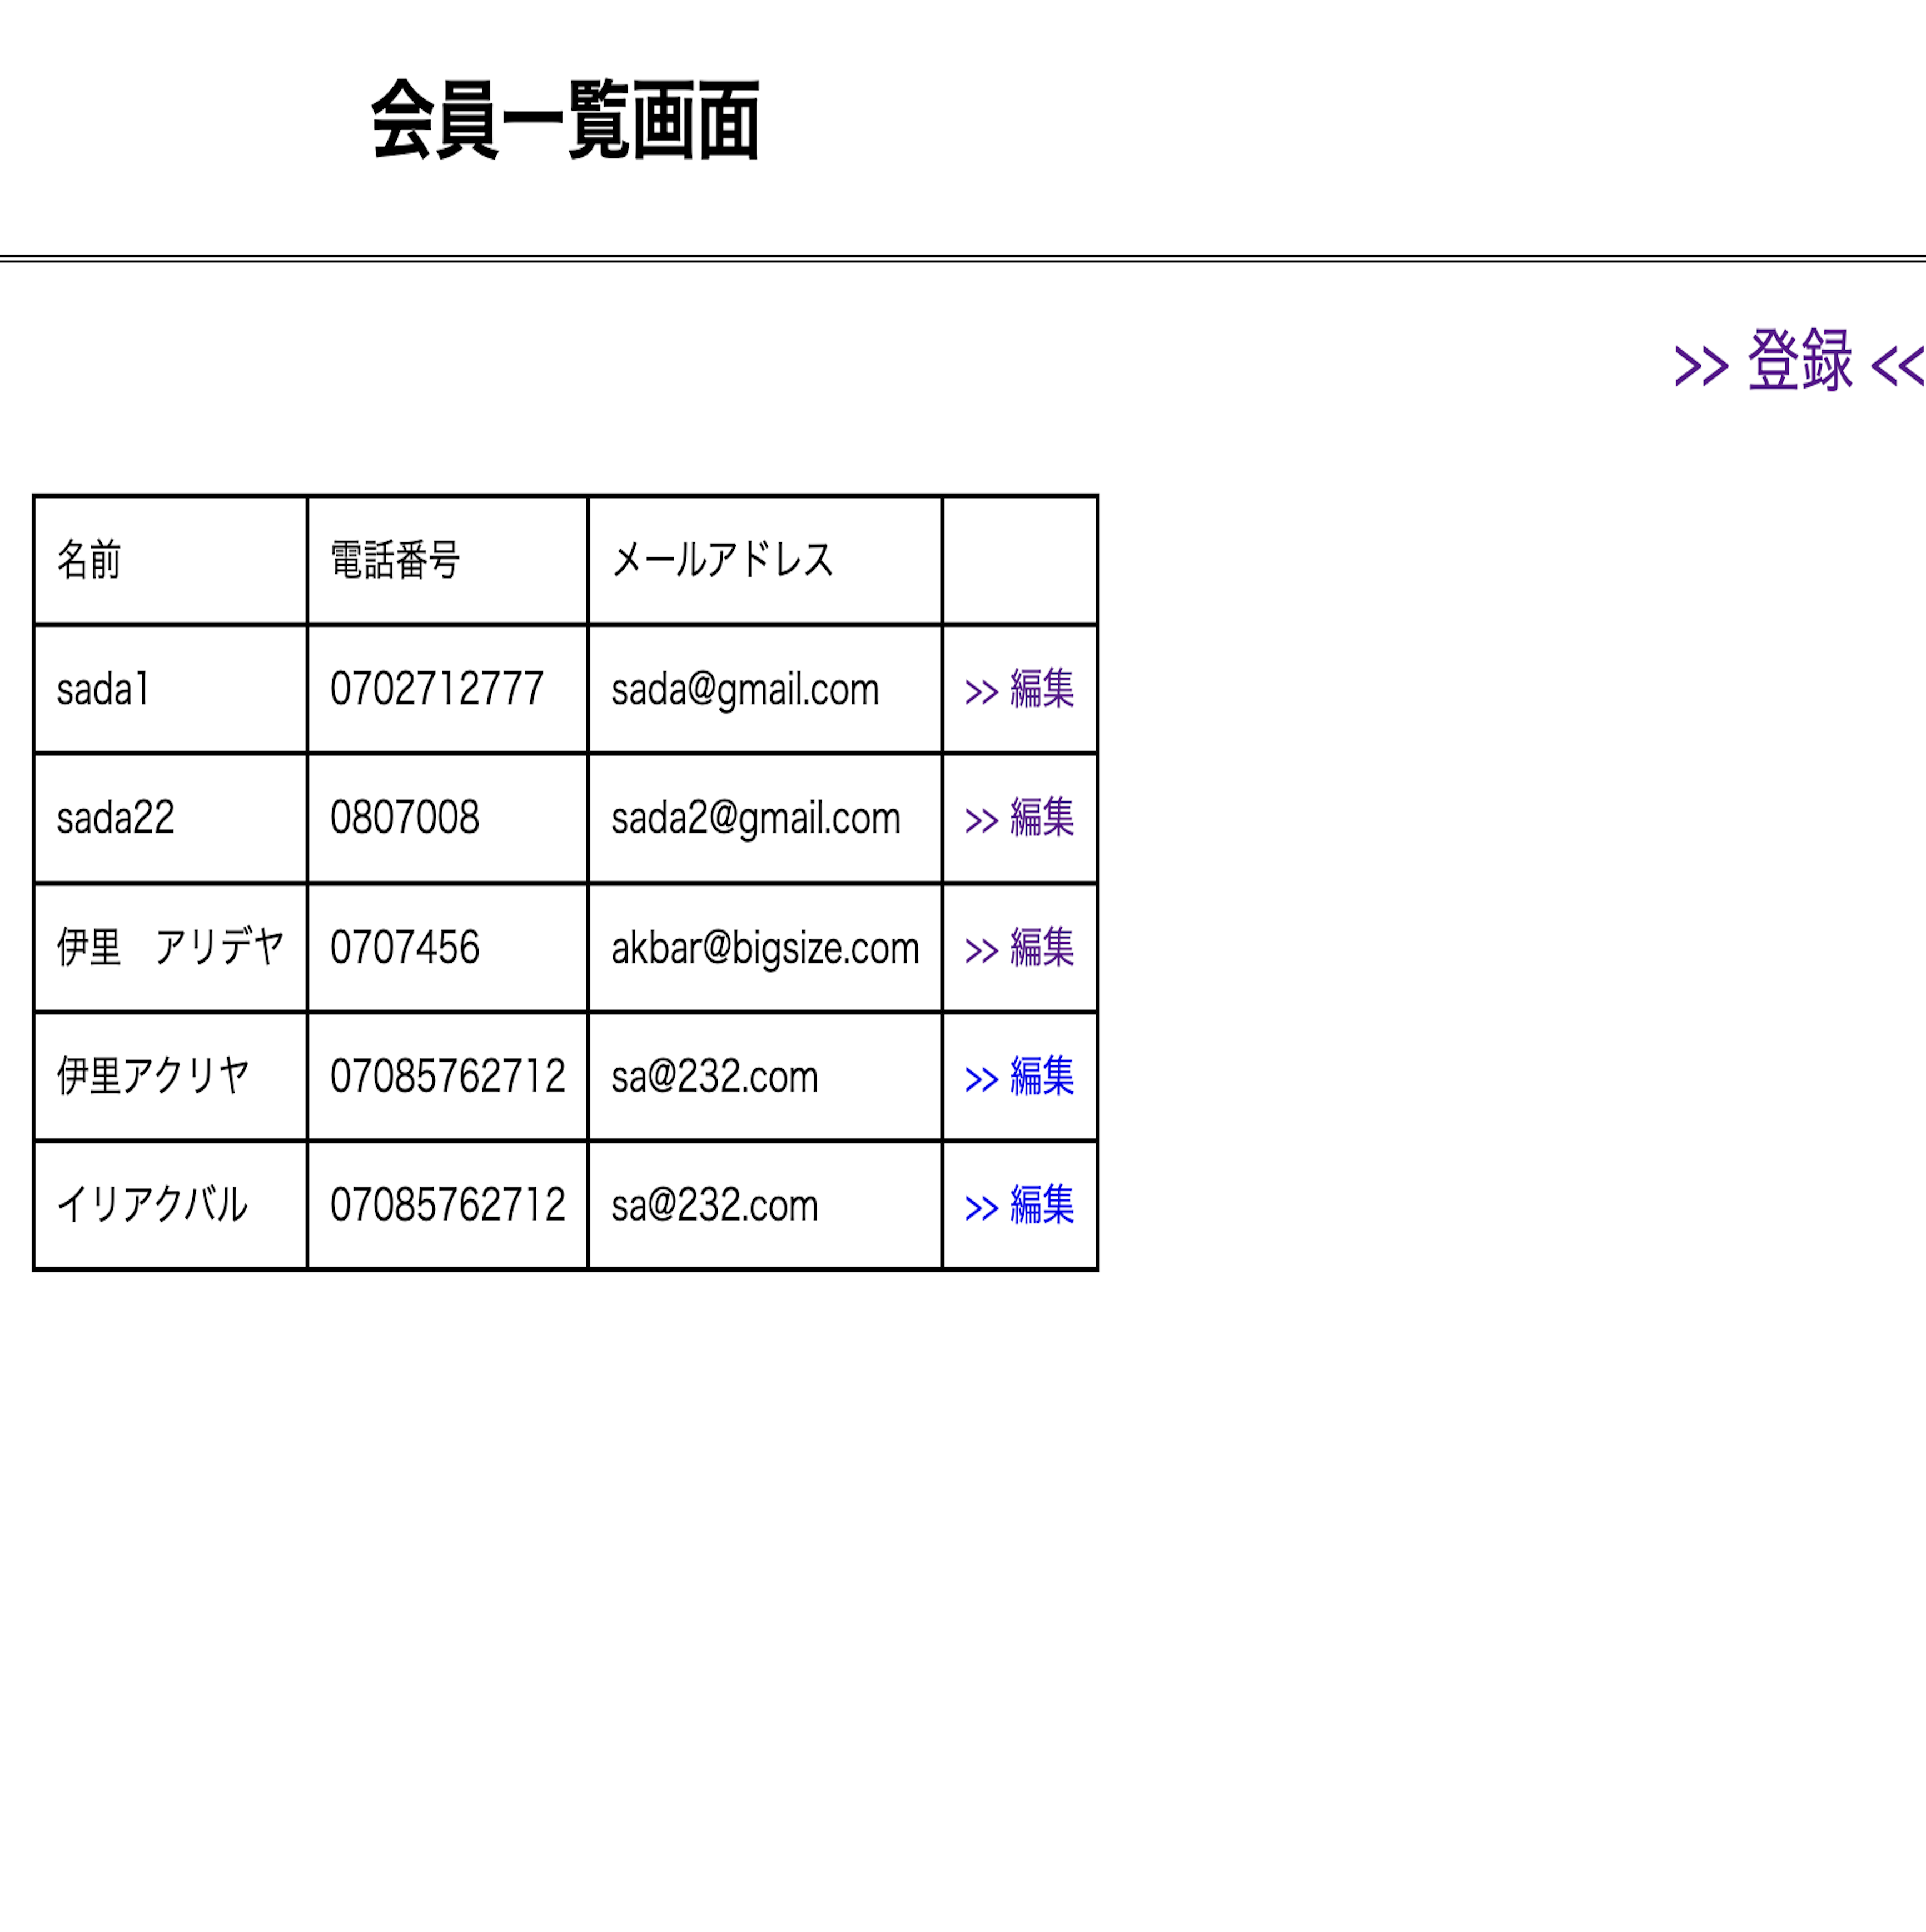 会員一覧画面
>> 登録 <<
名前 電話番号 メールアドレス
sada1 0702712777 sada@gmail.com >> 編集
sada22 0807008 sada2@gmail.com >> 編集
伊里　アリデヤ 0707456 akbar@bigsize.com >> 編集
伊里アクリヤ 07085762712 sa@232.com >> 編集
イリアクバル 07085762712 sa@232.com >> 編集